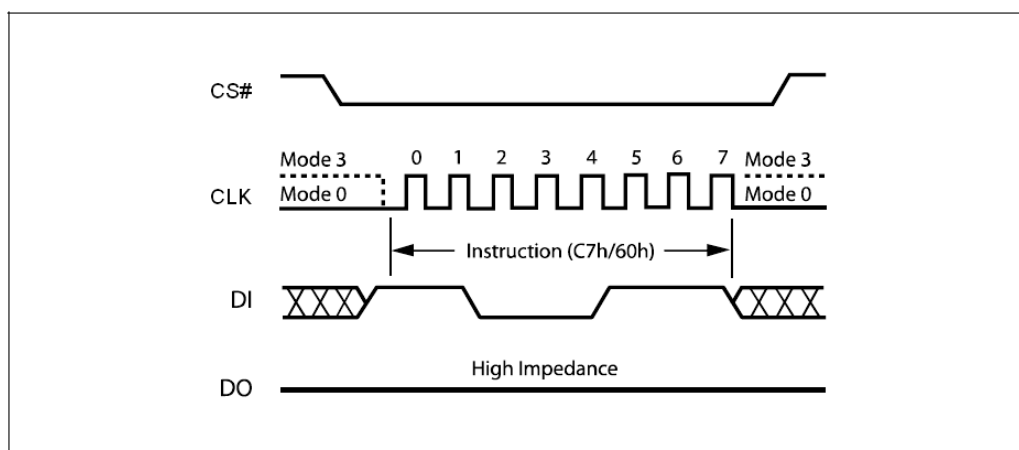 CS#
Mode 3 0 1 2 3 4 5 6 7 Mode 3
CLK Mode 0 Mode 0
Instruction (C7h/60h)
DI
High Impedance
DO